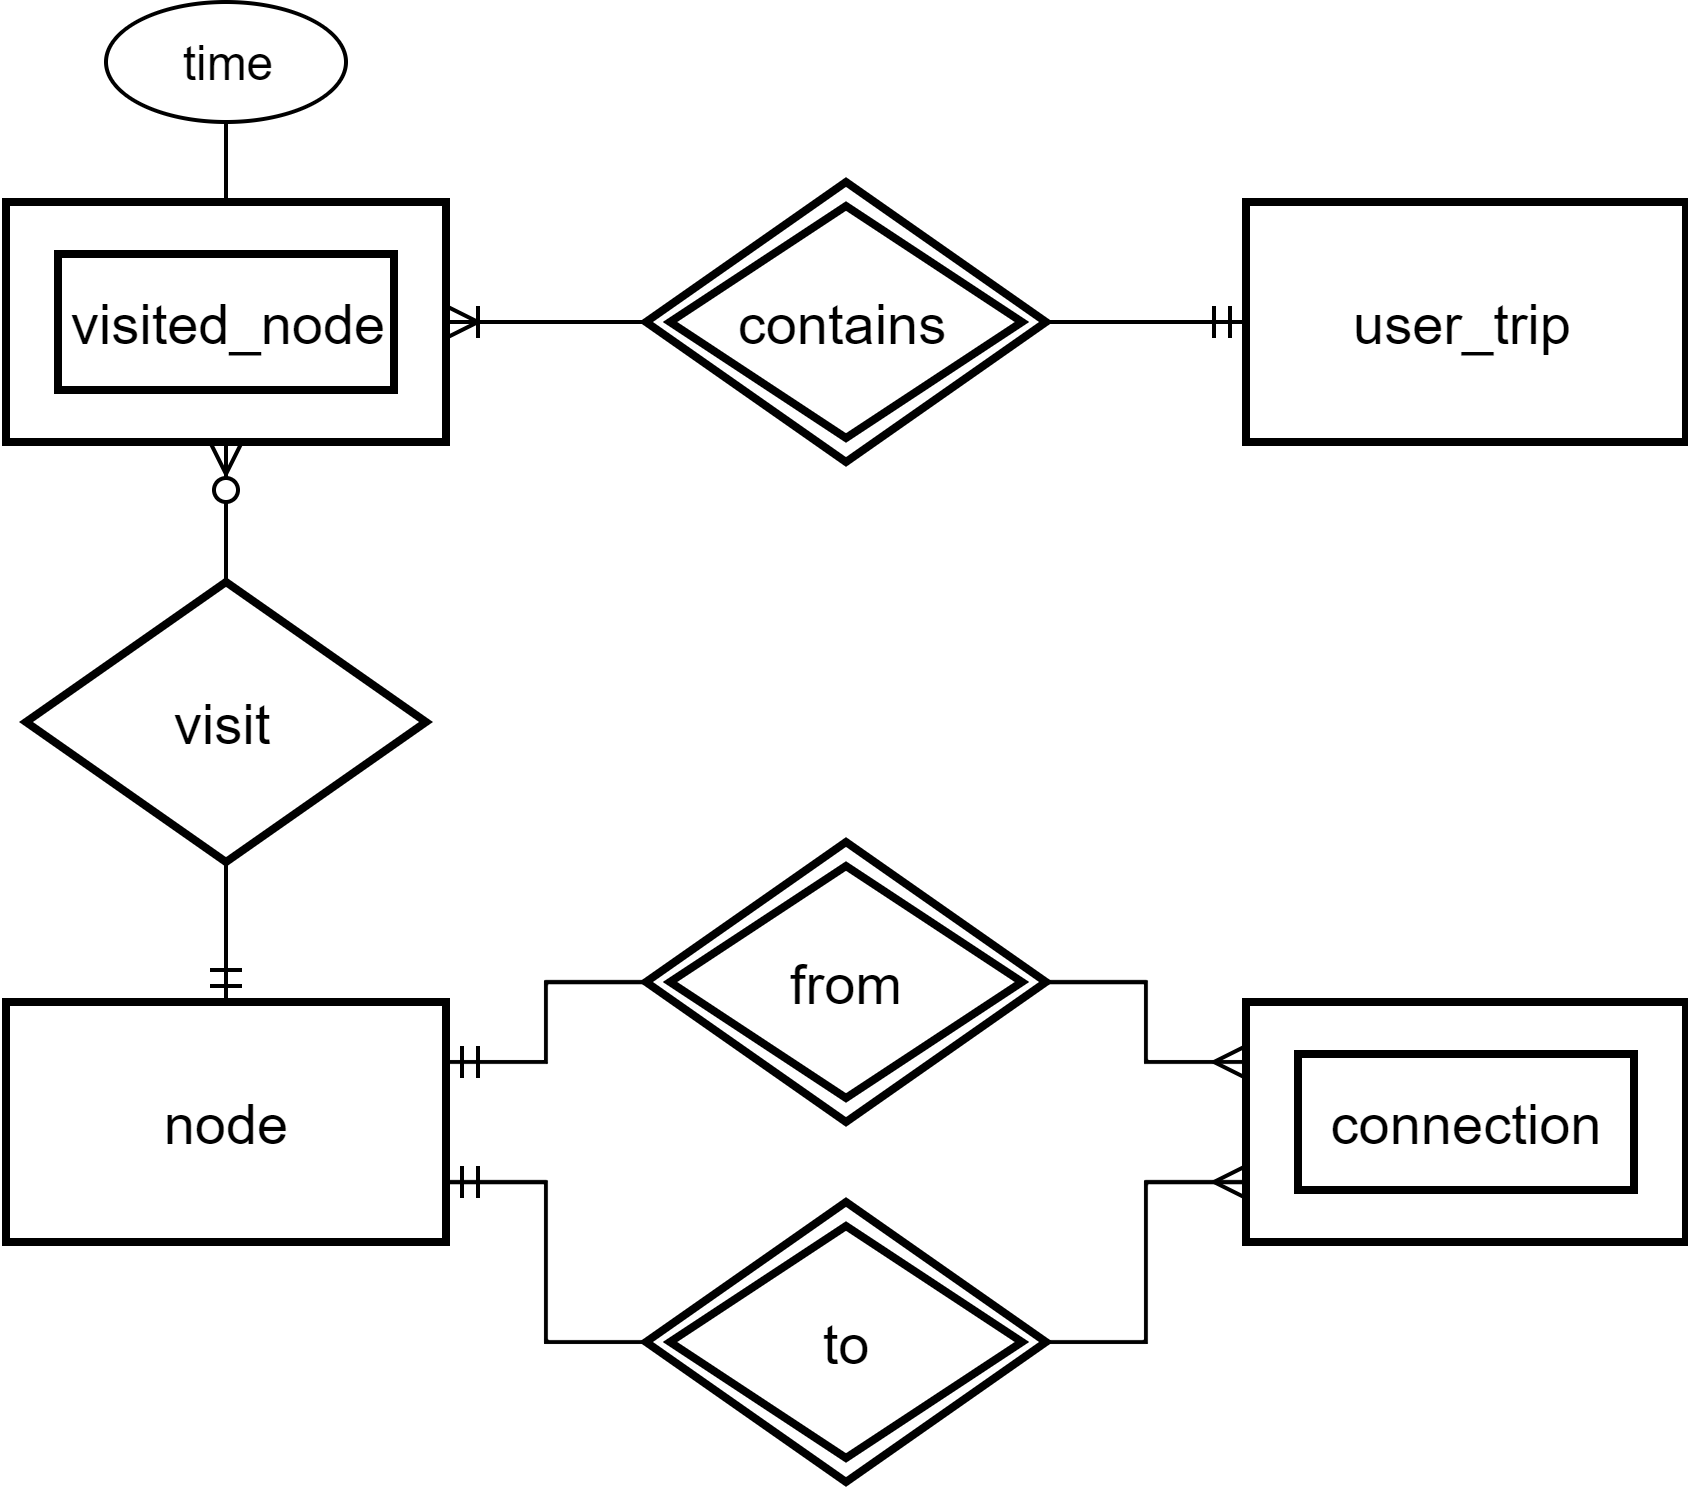 time
visited_node
contains
user_trip
visit
from
node
connection
to